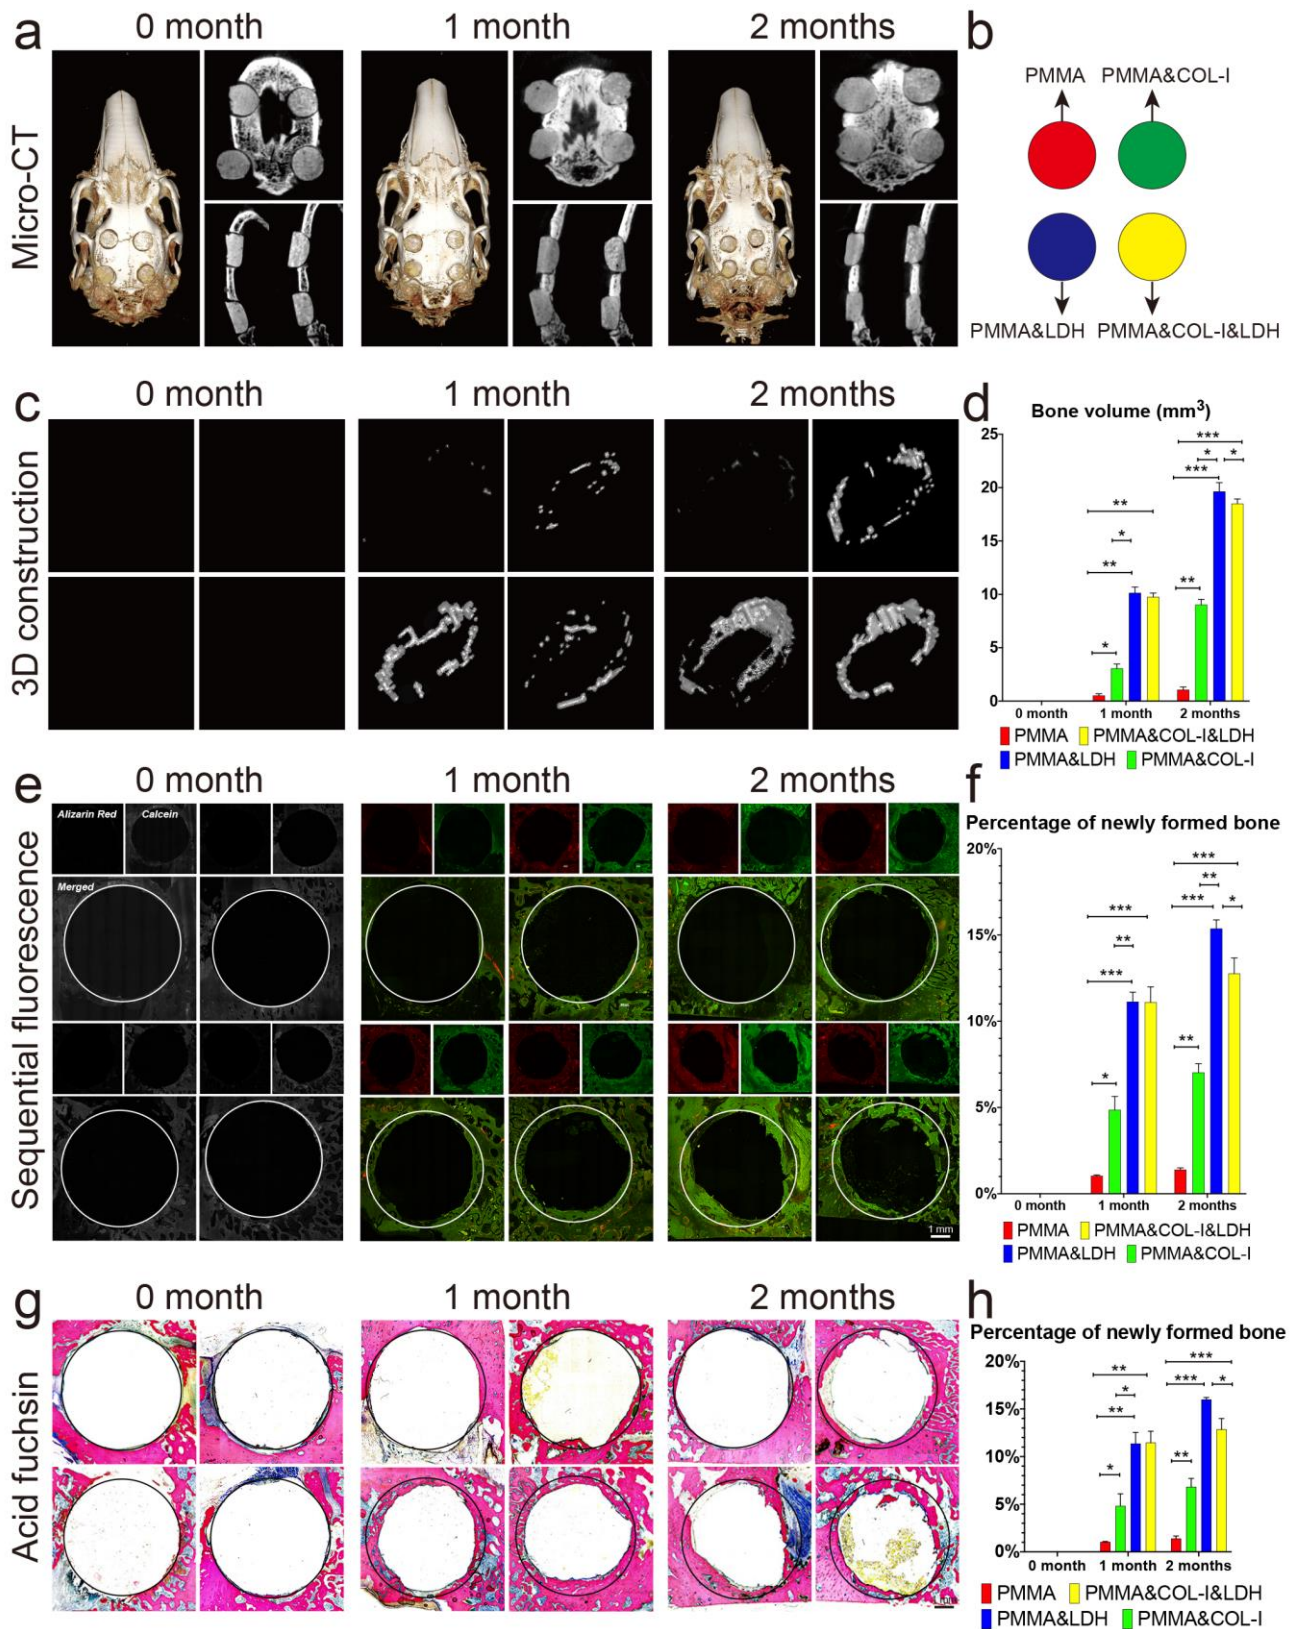 a
0 month
1 month
2 months
Micro-CT
b
PMMA
PMMA&COL-I
PMMA&LDH
PMMA&COL-I&LDH
c
0 month
1 month
2 months
3D construction
d
Bone volume (mm³)
25
20
15
10
5
0
***
* *
***
**
*
**
**
*
0 month
1 month
2 months
PMMA
PMMA&COL-I&LDH
PMMA&LDH
PMMA&COL-I
e
0 month
1 month
2 months
Sequential fluorescence
Alizarin Red
Calcein
Merged
1 mm
f
Percentage of newly formed bone
20%
15%
10%
5%
0%
***
**
*** *
***
**
***
**
*
0 month
1 month
2 months
PMMA
PMMA&COL-I&LDH
PMMA&LDH
PMMA&COL-I
g
0 month
1 month
2 months
Acid fuchsin
h
Percentage of newly formed bone
20%
15%
10%
5%
0%
***
** *** *
*
**
**
*
0 month
1 month
2 months
PMMA
PMMA&COL-I&LDH
PMMA&LDH
PMMA&COL-I